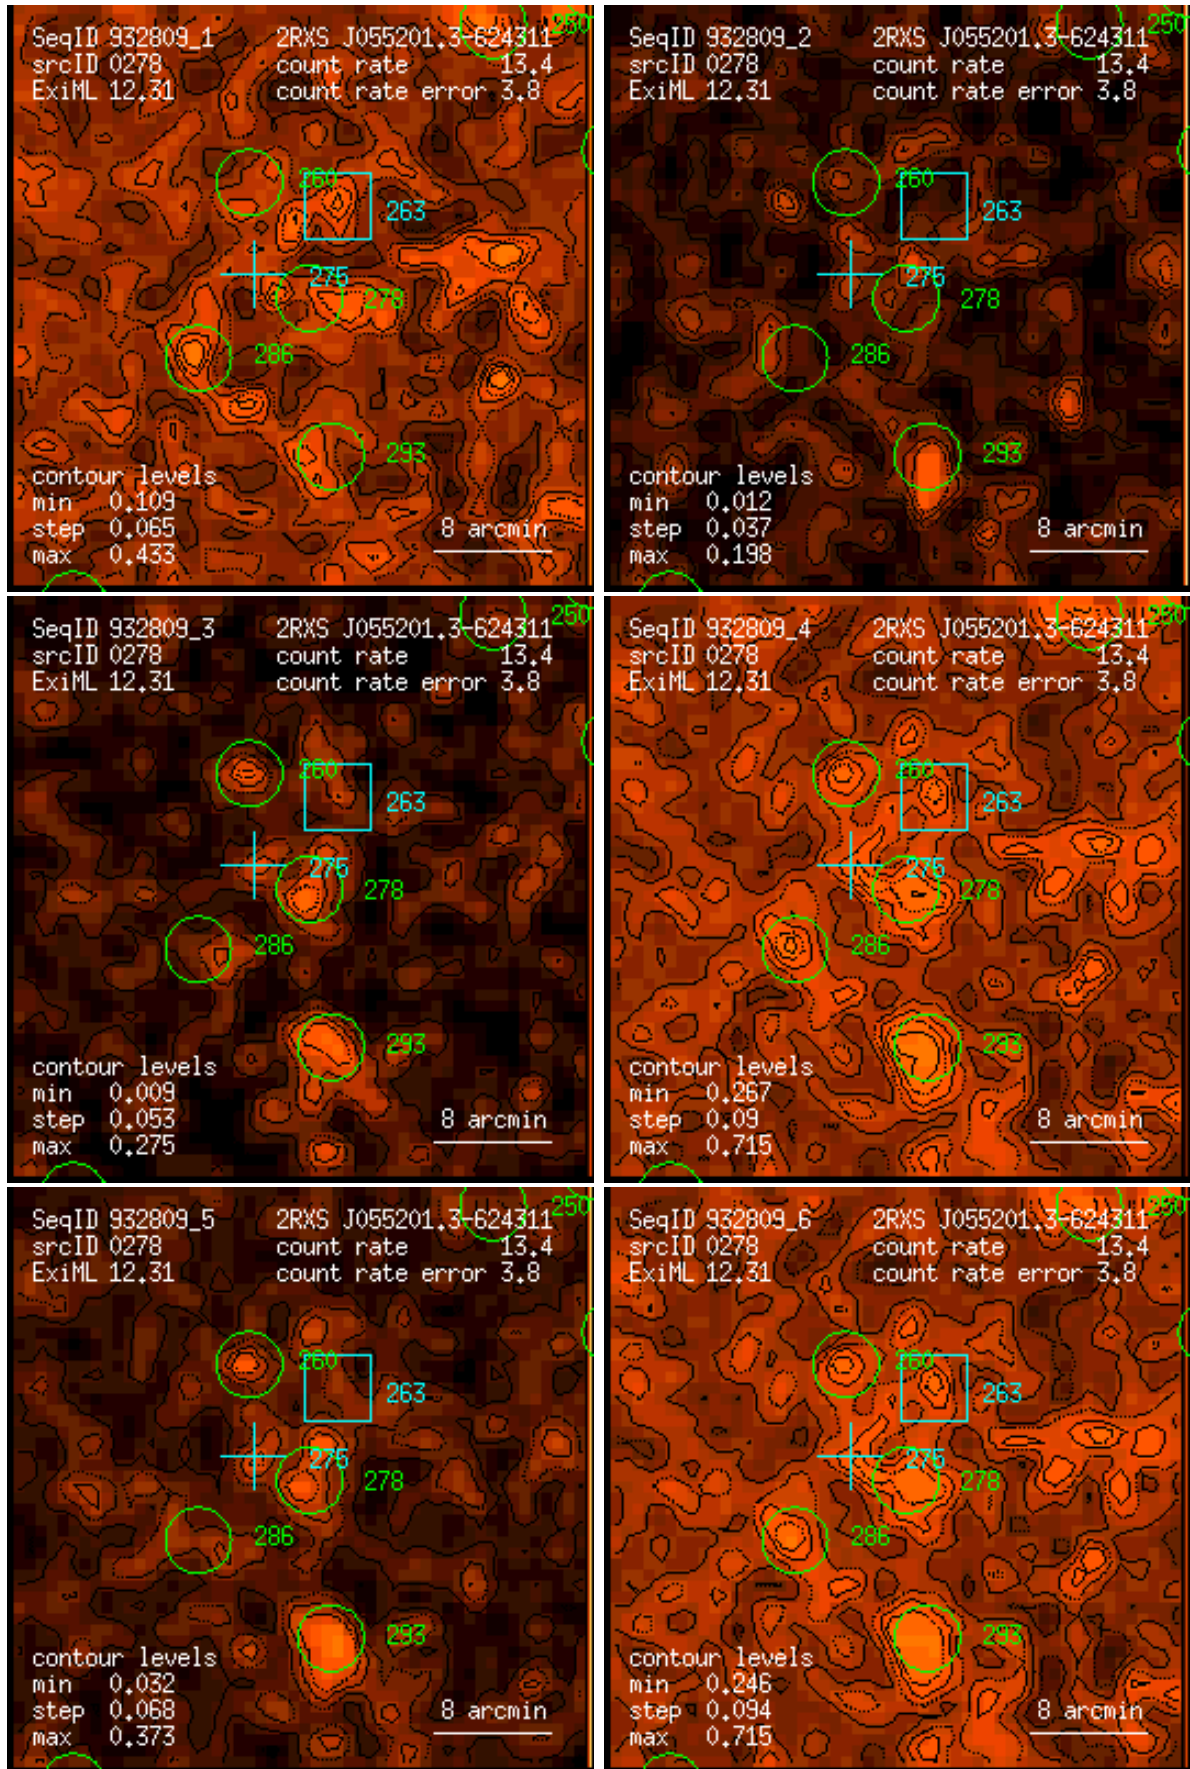 250
SeqID 932809_1 2RXS J055201.3-624311
srcID 0278 count rate 13.4
ExiML 12.31 count rate error 3.8
260
263
275
278
286
293
contour levels
min 0.109
step 0.065 8 arcmin
max 0.433
250
SeqID 932809_2 2RXS J055201.3-624311
srcID 0278 count rate 13.4
ExiML 12.31 count rate error 3.8
260
263
275
278
286
293
contour levels
min 0.012
step 0.037 8 arcmin
max 0.198
250
SeqID 932809_3 2RXS J055201.3-624311
srcID 0278 count rate 13.4
ExiML 12.31 count rate error 3.8
260
263
275
278
286
293
contour levels
min 0.009
step 0.053 8 arcmin
max 0.275
250
SeqID 932809_4 2RXS J055201.3-624311
srcID 0278 count rate 13.4
ExiML 12.31 count rate error 3.8
260
263
275
278
286
293
contour levels
min 0.267
step 0.09 8 arcmin
max 0.715
250
SeqID 932809_5 2RXS J055201.3-624311
srcID 0278 count rate 13.4
ExiML 12.31 count rate error 3.8
260
263
275
278
286
293
contour levels
min 0.032
step 0.068 8 arcmin
max 0.373
250
SeqID 932809_6 2RXS J055201.3-624311
srcID 0278 count rate 13.4
ExiML 12.31 count rate error 3.8
260
263
275
278
286
293
contour levels
min 0.246
step 0.094 8 arcmin
max 0.715